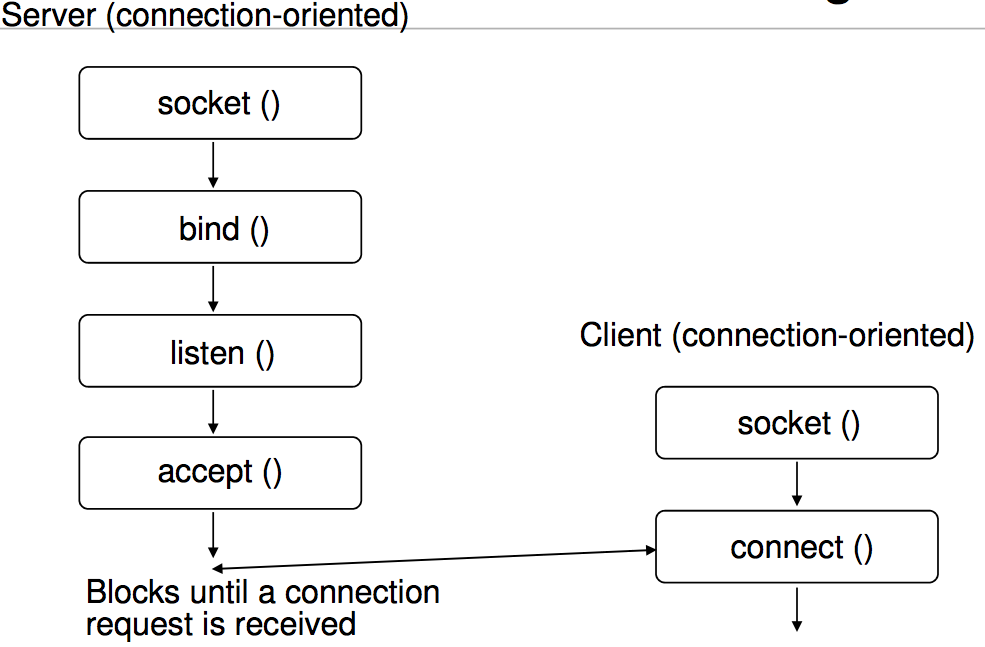 Server (connection-oriented)
socket ()
bind ()
listen ()
accept ()
Blocks until a connection
request is received
Client (connection-oriented)
socket ()
connect ()